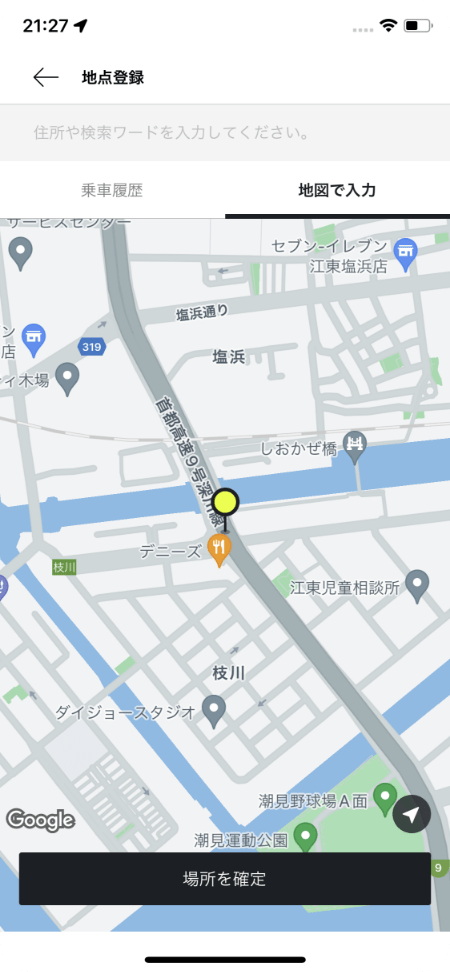 21:27
地点登録
住所や検索ワードを入力してください。
乗車履歴
地図で入力
サービスセンター
セブン-イレブン
江東塩浜店
塩浜通り
ン
店
319
塩浜
ィ木場
首都高速9号深川線
しおかぜ橋
デニーズ
枝川
江東児童相談所
枝川
ダイジョースタジオ
潮見野球場A面
Google
潮見運動公園
場所を確定
9